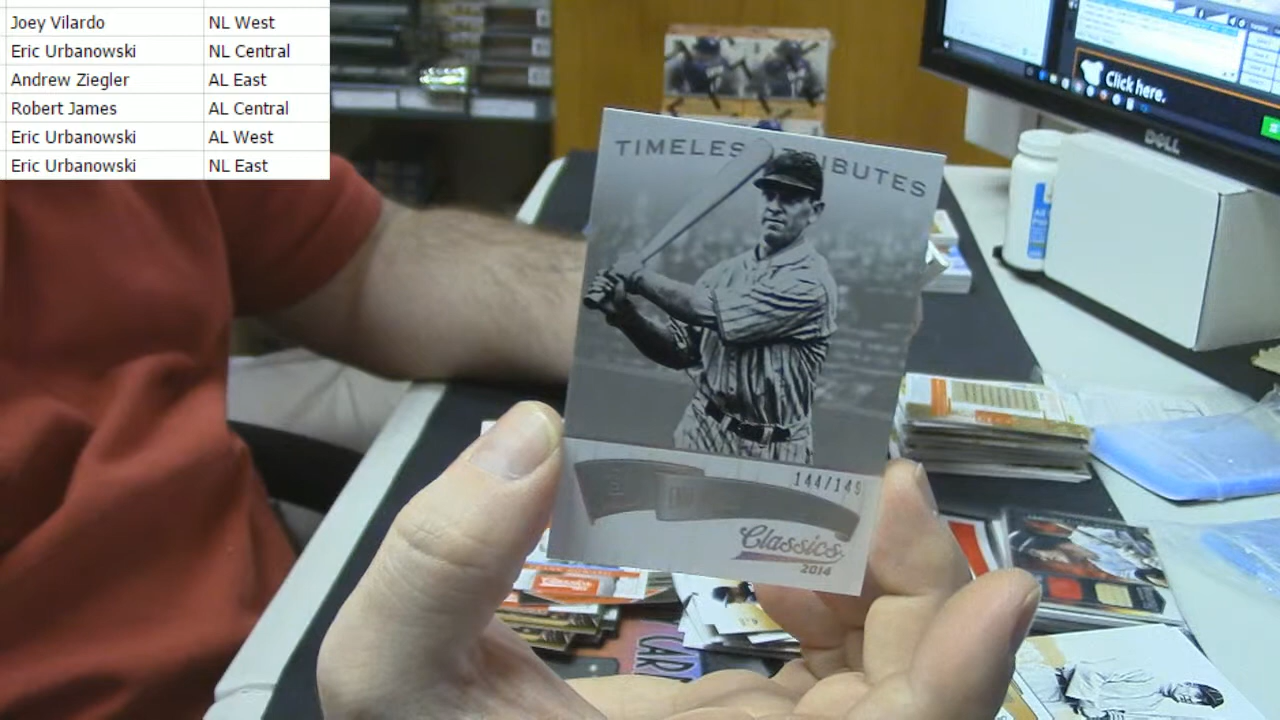 Joey Vilardo NL West
Eric Urbanowski NL Central
Andrew Ziegler AL East
Robert James AL Central
Eric Urbanowski AL West
Eric Urbanowski NL East
Click here.
DELL
TIMELESS TRIBUTES
144/149
Classics
2014